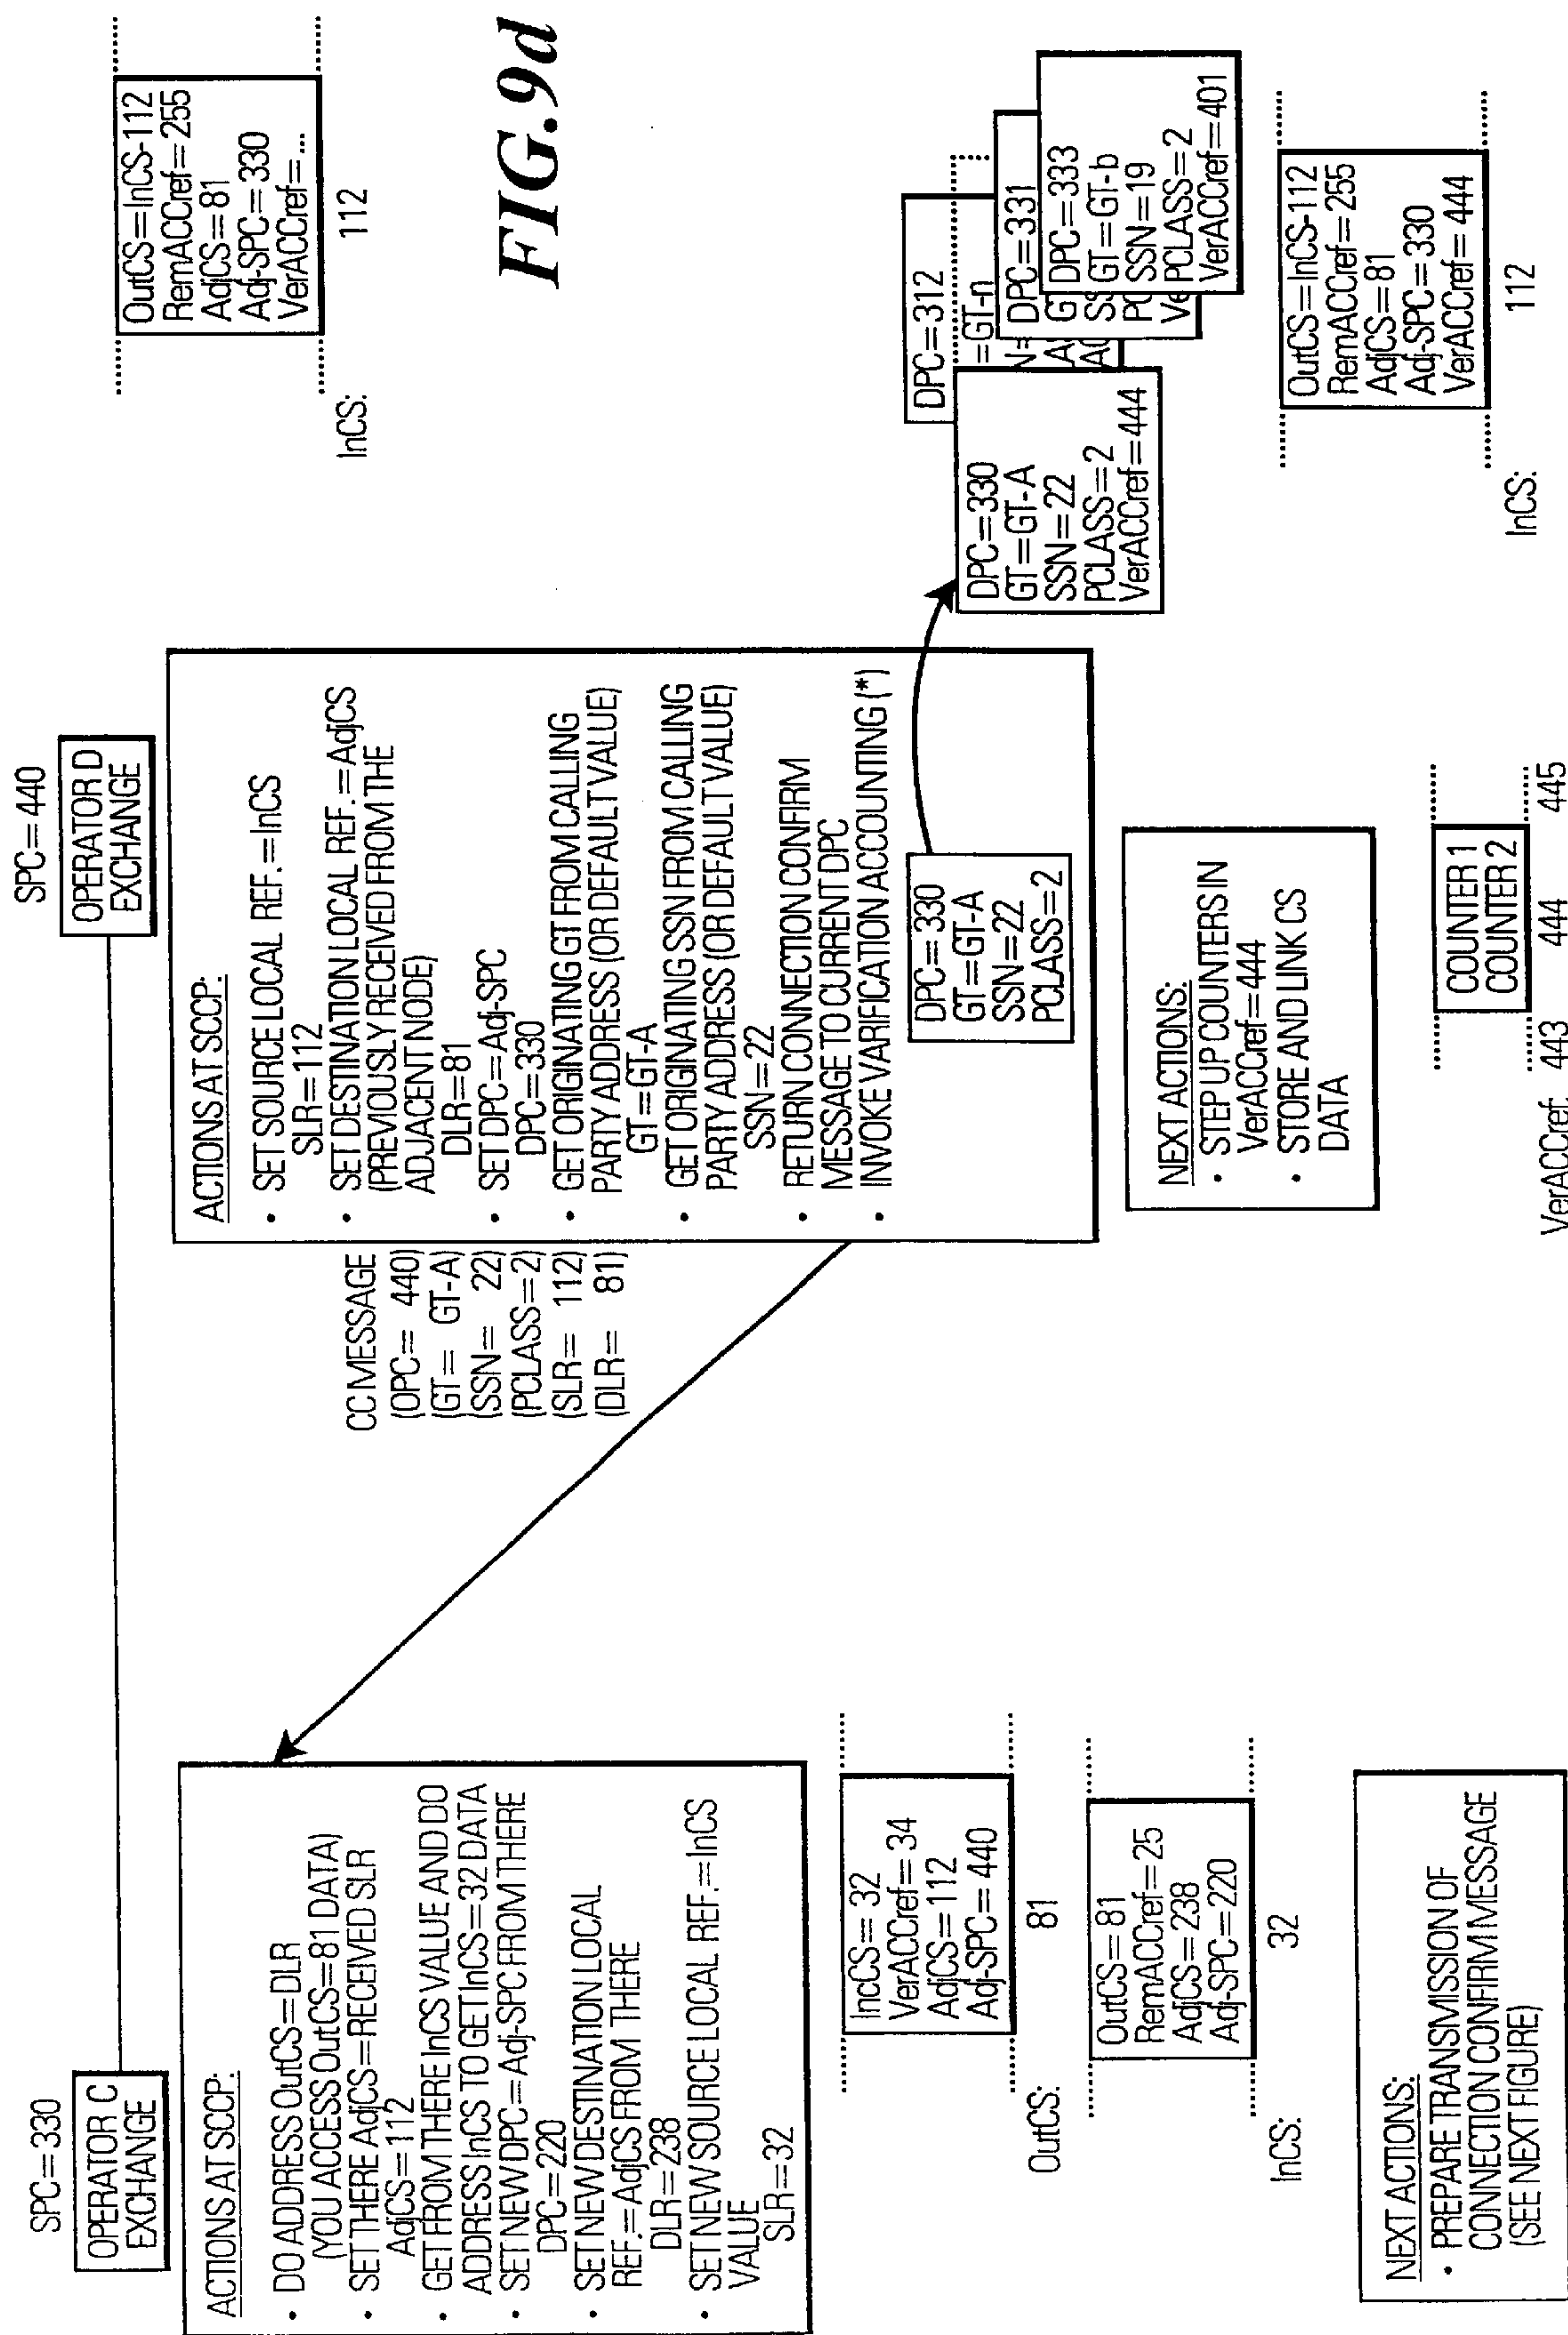 SPC=330
OPERATOR C
EXCHANGE
ACTIONS AT SCCP:
• DO ADDRESS OutCS=DLR
(YOU ACCESS OutCS=81 DATA)
• SET THERE AdjCS=RECEIVED SLR
AdjCS=112
• GET FROM THERE InCS VALUE AND DO
ADDRESS InCS TO GET InCS=32 DATA
• SET NEW DPC=Adj-SPC FROM THERE
DPC=220
• SET NEW DESTINATION LOCAL
REF.=AdjCS FROM THERE
DLR=238
• SET NEW SOURCE LOCAL REF.=InCS
VALUE
SLR=32
IncCS=32
VerACCref=34
AdjCS=112
Adj-SPC=440
OutCS: 81
OutCS=81
RemACCref=25
AdjCS=238
Adj-SPC=220
InCS: 32
NEXT ACTIONS:
• PREPARE TRANSMISSION OF
CONNECTION CONFIRM MESSAGE
(SEE NEXT FIGURE)
CC MESSAGE
(OPC= 440)
(GT= GT-A)
(SSN= 22)
(PCLASS=2)
(SLR= 112)
(DLR= 81)
SPC=440
OPERATOR D
EXCHANGE
ACTIONS AT SCCP:
• SET SOURCE LOCAL REF.=InCS
SLR=112
• SET DESTINATION LOCAL REF.=AdjCS
(PREVIOUSLY RECEIVED FROM THE
ADJACENT NODE)
DLR=81
• SET DPC=Adj-SPC
DPC=330
• GET ORIGINATING GT FROM CALLING
PARTY ADDRESS (OR DEFAULT VALUE)
GT=GT-A
• GET ORIGINATING SSN FROM CALLING
PARTY ADDRESS (OR DEFAULT VALUE)
SSN=22
• RETURN CONNECTION CONFIRM
MESSAGE TO CURRENT DPC
• INVOKE VARIFICATION ACCOUNTING (*)
DPC=330
GT=GT-A
SSN=22
PCLASS=2
NEXT ACTIONS:
• STEP UP COUNTERS IN
VerACCref=444
• STORE AND LINK CS
DATA
COUNTER 1
COUNTER 2
VerACCref. 443 444 445
OutCS=InCS-112
RemACCref=255
AdjCS=81
Adj-SPC=330
VerACCref=...
InCS: 112
FIG.9d
DPC=330
GT=GT-A
SSN=22
PCLASS=2
VerACCref=444
DPC=312
=GT-n
N=
DPC=331
G
SS
PC
Ve
DPC=333
GT=GT-b
SSN=19
PCLASS=2
VerACCref=401
OutCS=InCS-112
RemACCref=255
AdjCS=81
Adj-SPC=330
VerACCref=444
InCS: 112